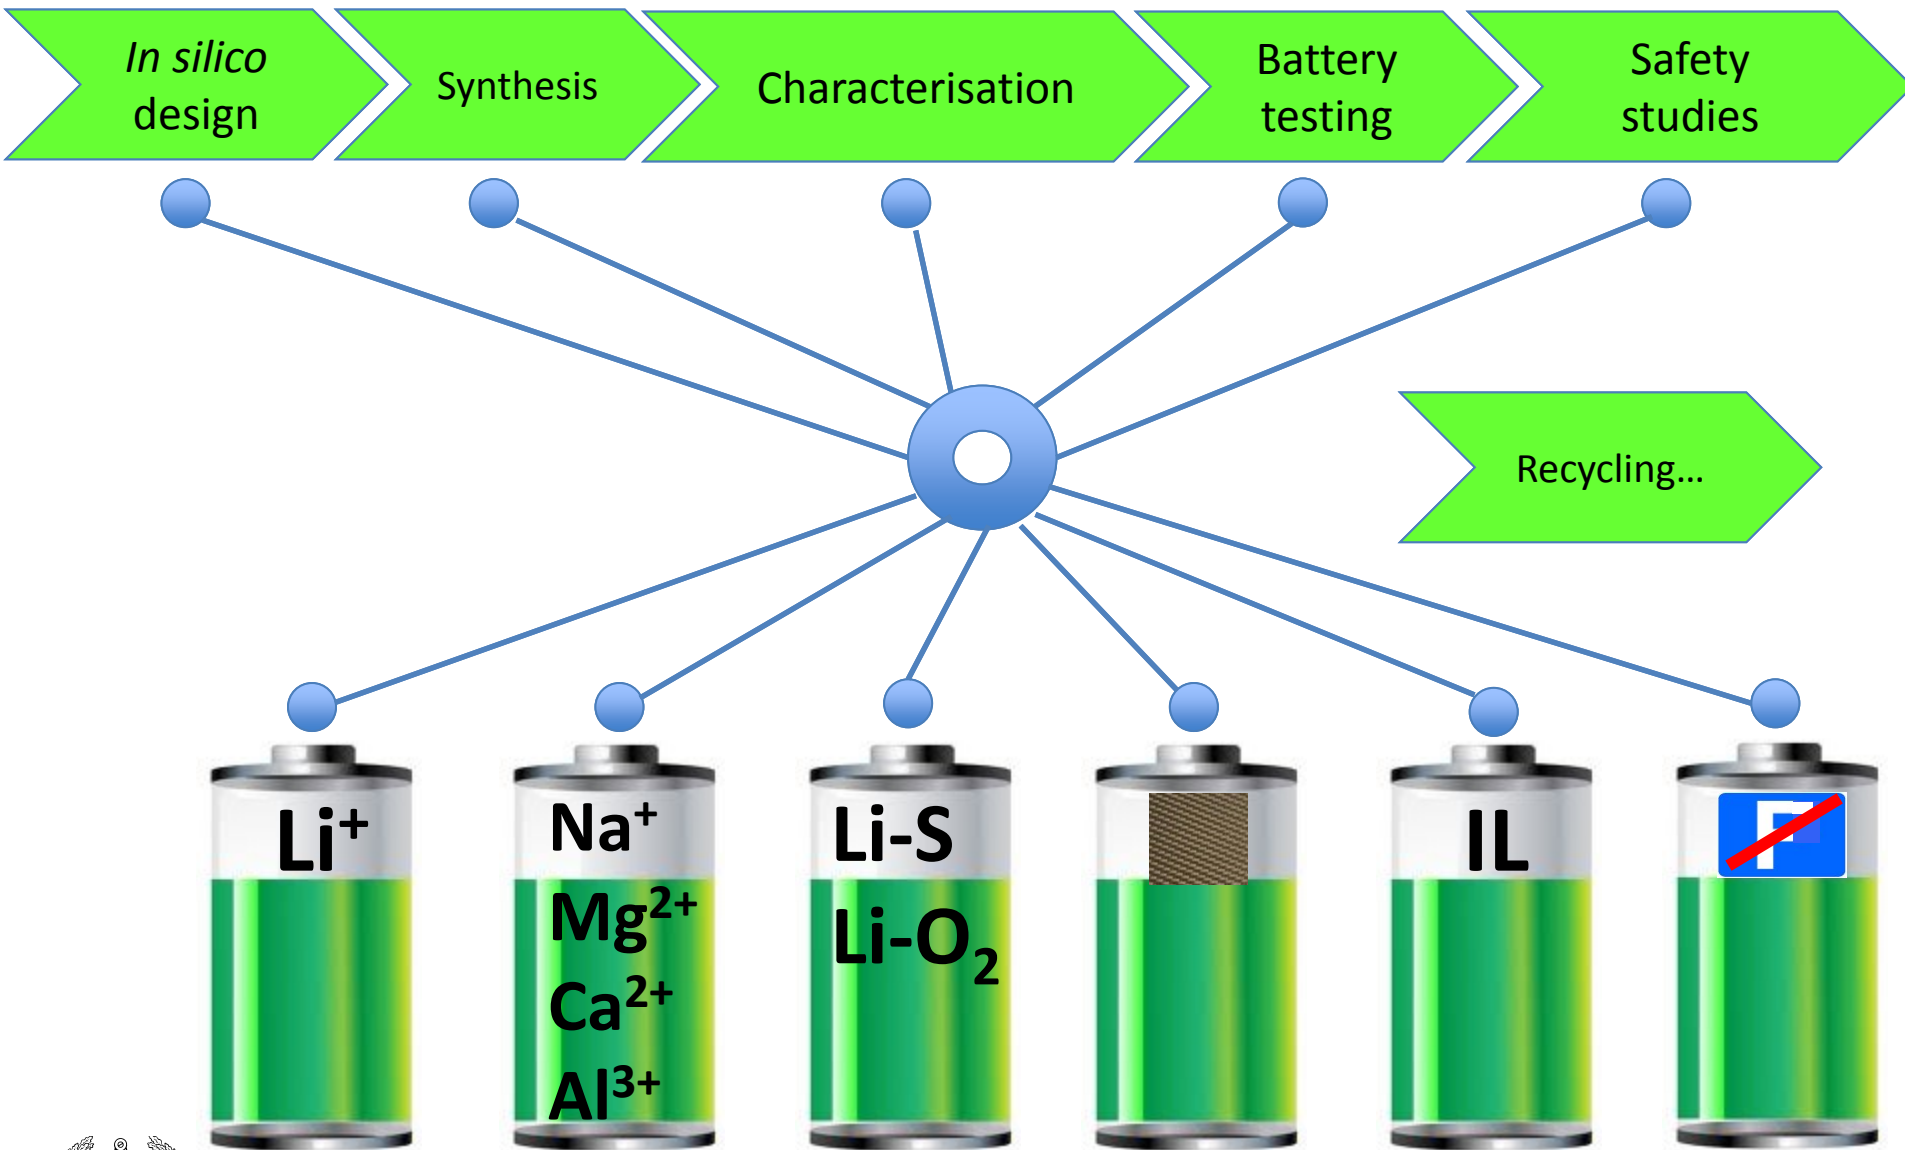 In silico
design
Synthesis
Characterisation
Battery
testing
Safety
studies
Recycling...
Li⁺
Na⁺
Mg²⁺
Ca²⁺
Al³⁺
Li-S
Li-O₂
IL
F